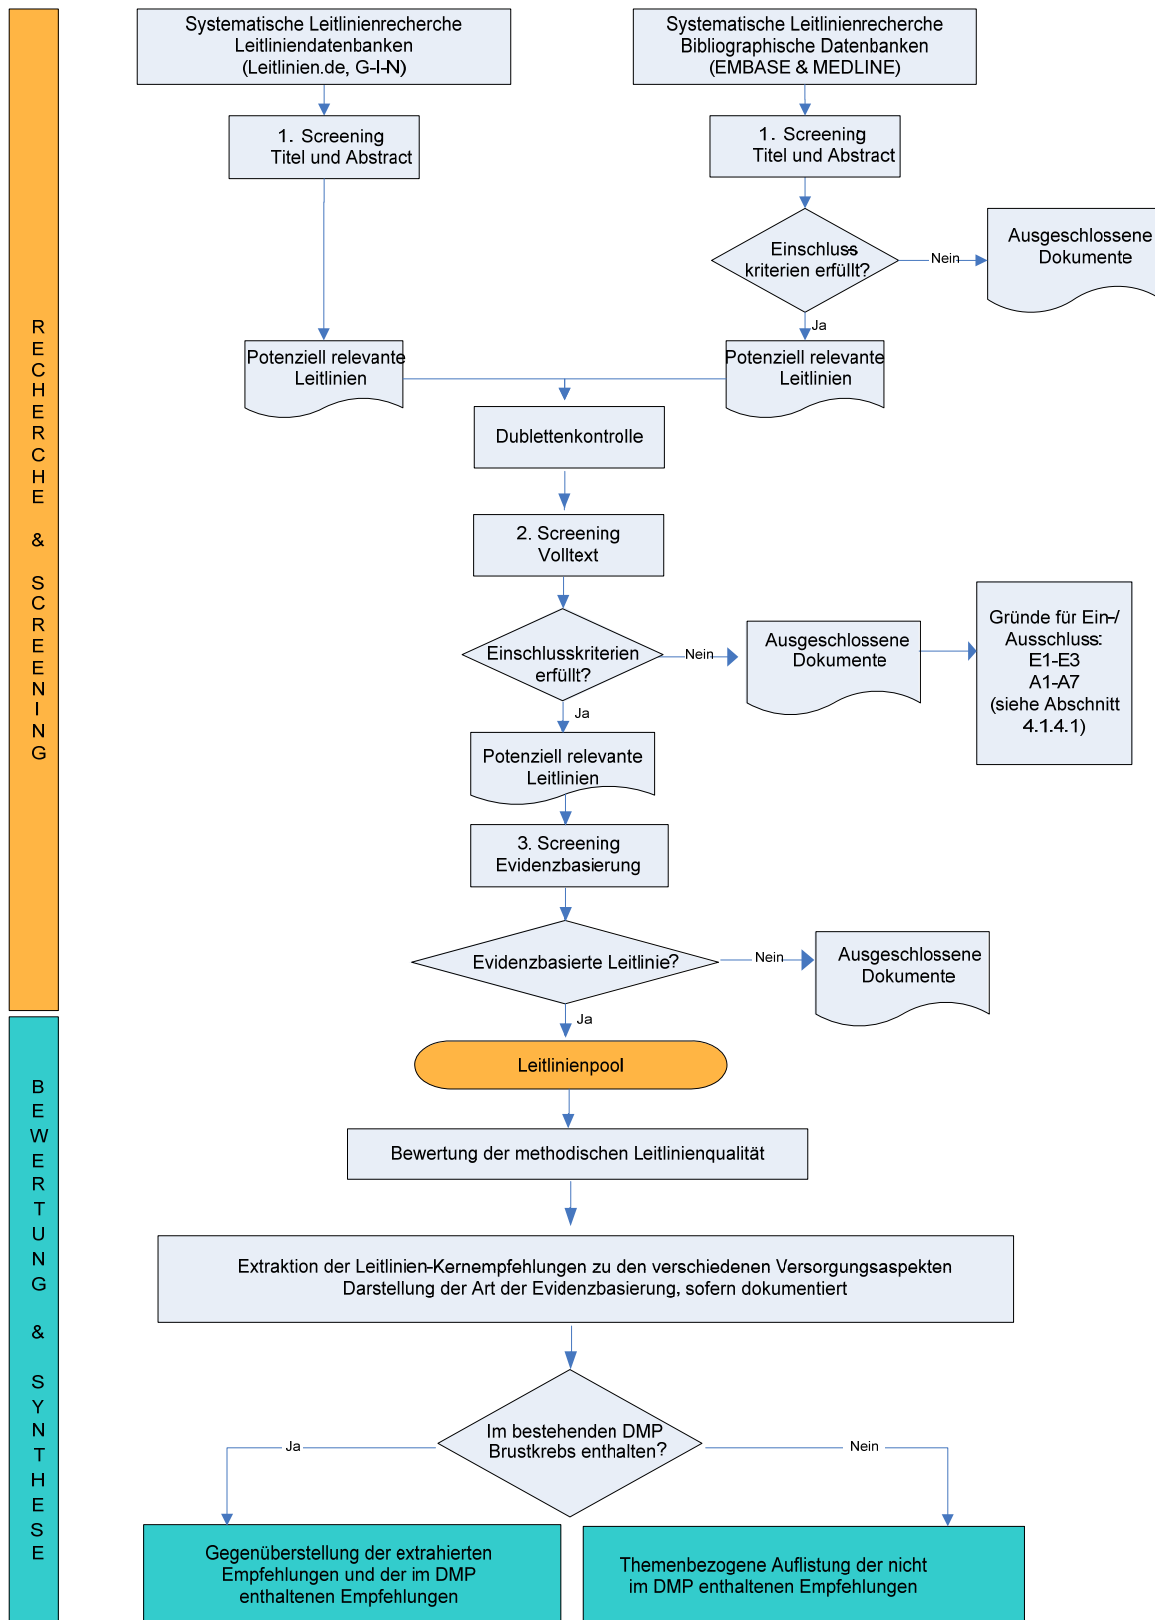 Systematische Leitlinienrecherche
Leitliniendatenbanken
(Leitlinien.de, G-I-N)
Systematische Leitlinienrecherche
Bibliographische Datenbanken
(EMBASE & MEDLINE)
1. Screening
Titel und Abstract
1. Screening
Titel und Abstract
Einschluss
kriterien erfüllt?
Nein
Ausgeschlossene
Dokumente
Ja
Potenziell relevante
Leitlinien
Potenziell relevante
Leitlinien
Dublettenkontrolle
2. Screening
Volltext
Einschlusskriterien
erfüllt?
Nein
Ausgeschlossene
Dokumente
Gründe für Ein-/
Ausschluss:
E1-E3
A1-A7
(siehe Abschnitt
4.1.4.1)
Ja
Potenziell relevante
Leitlinien
3. Screening
Evidenzbasierung
Evidenzbasierte Leitlinie?
Nein
Ausgeschlossene
Dokumente
Ja
RECHERCHE & SCREENING
Leitlinienpool
Bewertung der methodischen Leitlinienqualität
Extraktion der Leitlinien-Kernempfehlungen zu den verschiedenen Versorgungsaspekten
Darstellung der Art der Evidenzbasierung, sofern dokumentiert
Im bestehenden DMP
Brustkrebs enthalten?
Ja
Nein
Gegenüberstellung der extrahierten
Empfehlungen und der im DMP
enthaltenen Empfehlungen
Themenbezogene Auflistung der nicht
im DMP enthaltenen Empfehlungen
BEWERTUNG & SYNTHESE